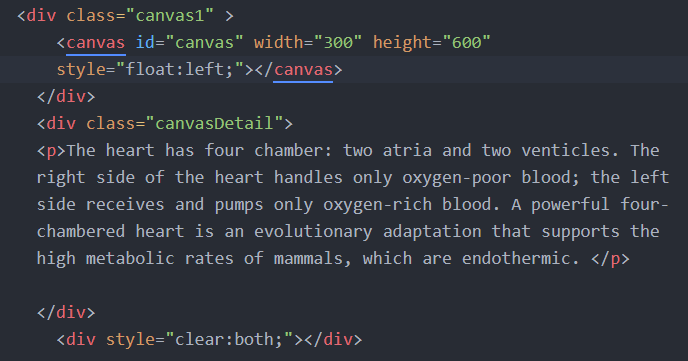 <div class="canvas1" >
<canvas id="canvas" width="300" height="600"
style="float:left;"></canvas>
</div>
<div class="canvasDetail">
<p>The heart has four chamber: two atria and two venticles. The
right side of the heart handles only oxygen-poor blood; the left
side receives and pumps only oxygen-rich blood. A powerful four-
chambered heart is an evolutionary adaptation that supports the
high metabolic rates of mammals, which are endothermic. </p>
</div>
<div style="clear:both;"></div>